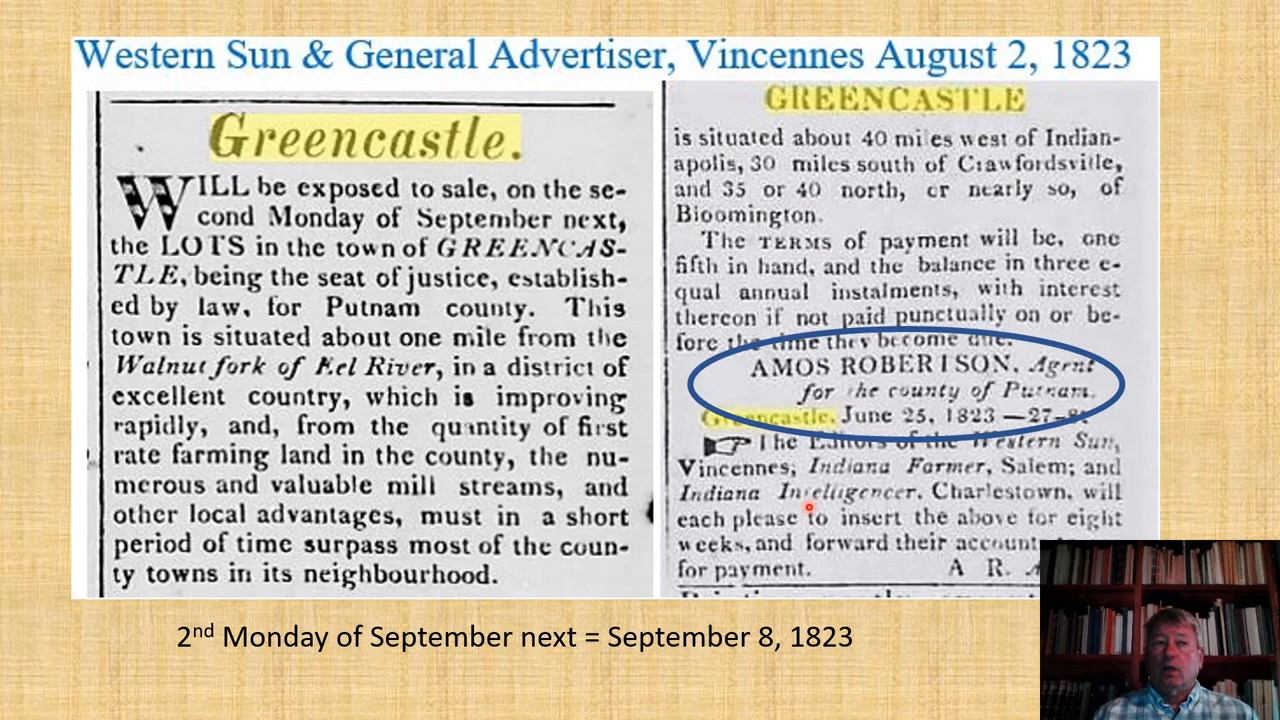 Western Sun & General Advertiser, Vincennes August 2, 1823
Greencastle.
WILL be exposed to sale, on the se-
cond Monday of September next,
the LOTS in the town of GREENCAS-
TLE, being the seat of justice, establish-
ed by law, for Putnam county. This
town is situated about one mile from the
Walnut fork of Eel River, in a district of
excellent country, which is improving
rapidly, and, from the quantity of first
rate farming land in the county, the nu-
merous and valuable mill streams, and
other local advantages, must in a short
period of time surpass most of the coun-
ty towns in its neighbourhood.
GREENCASTLE
is situated about 40 miles west of Indian-
apolis, 30 miles south of Crawfordsville,
and 35 or 40 north, or nearly so, of
Bloomington.
The TERMS of payment will be, one
fifth in hand, and the balance in three e-
qual annual instalments, with interest
thereon if not paid punctually on or be-
fore the time they become due.
AMOS ROBERTSON, Agent
for the county of Putnam.
Greencastle, June 25, 1823 —27-
The Editors of the Western Sun,
Vincennes; Indiana Farmer, Salem; and
Indiana Intelligencer, Charlestown, will
each please to insert the above for eight
weeks, and forward their account
for payment. A R.
2nd Monday of September next = September 8, 1823